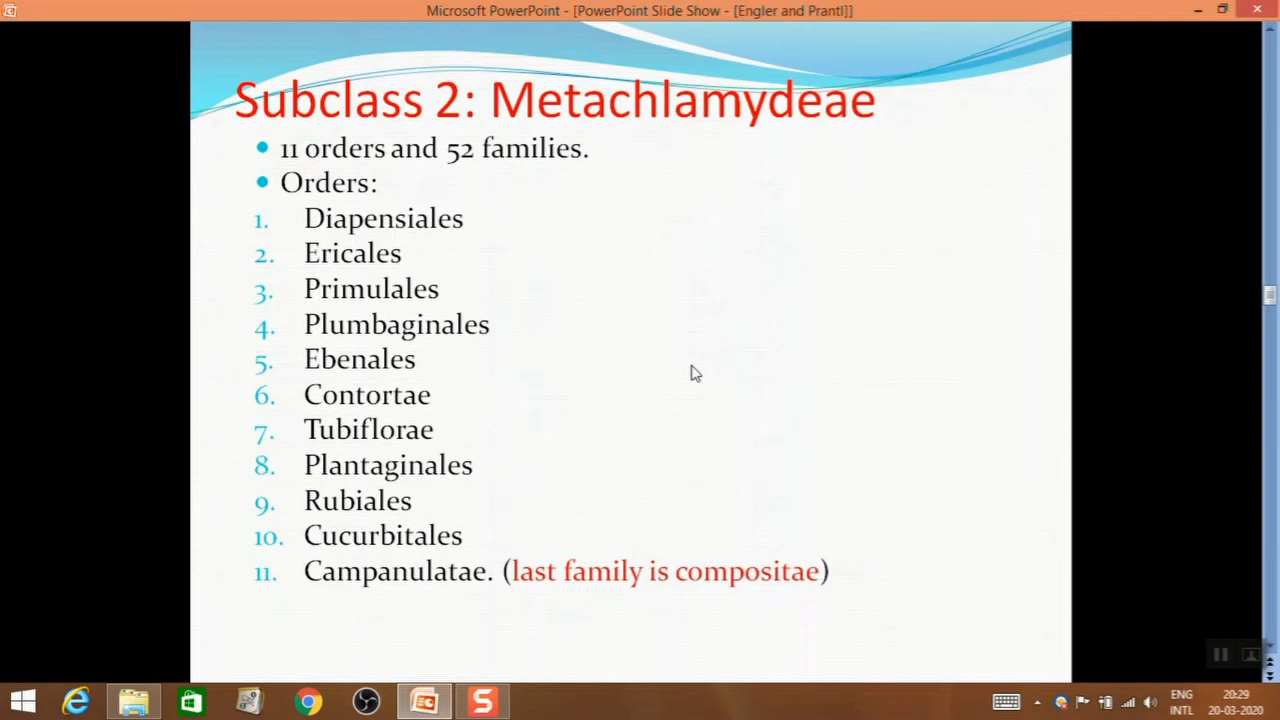 Microsoft PowerPoint - [PowerPoint Slide Show - [Engler and Prantl]]
Subclass 2: Metachlamydeae
• 11 orders and 52 families.
• Orders:
1. Diapensiales
2. Ericales
3. Primulales
4. Plumbaginales
5. Ebenales
6. Contortae
7. Tubiflorae
8. Plantaginales
9. Rubiales
10. Cucurbitales
11. Campanulatae. (last family is compositae)
ENG 20:29
INTL 20-03-2020